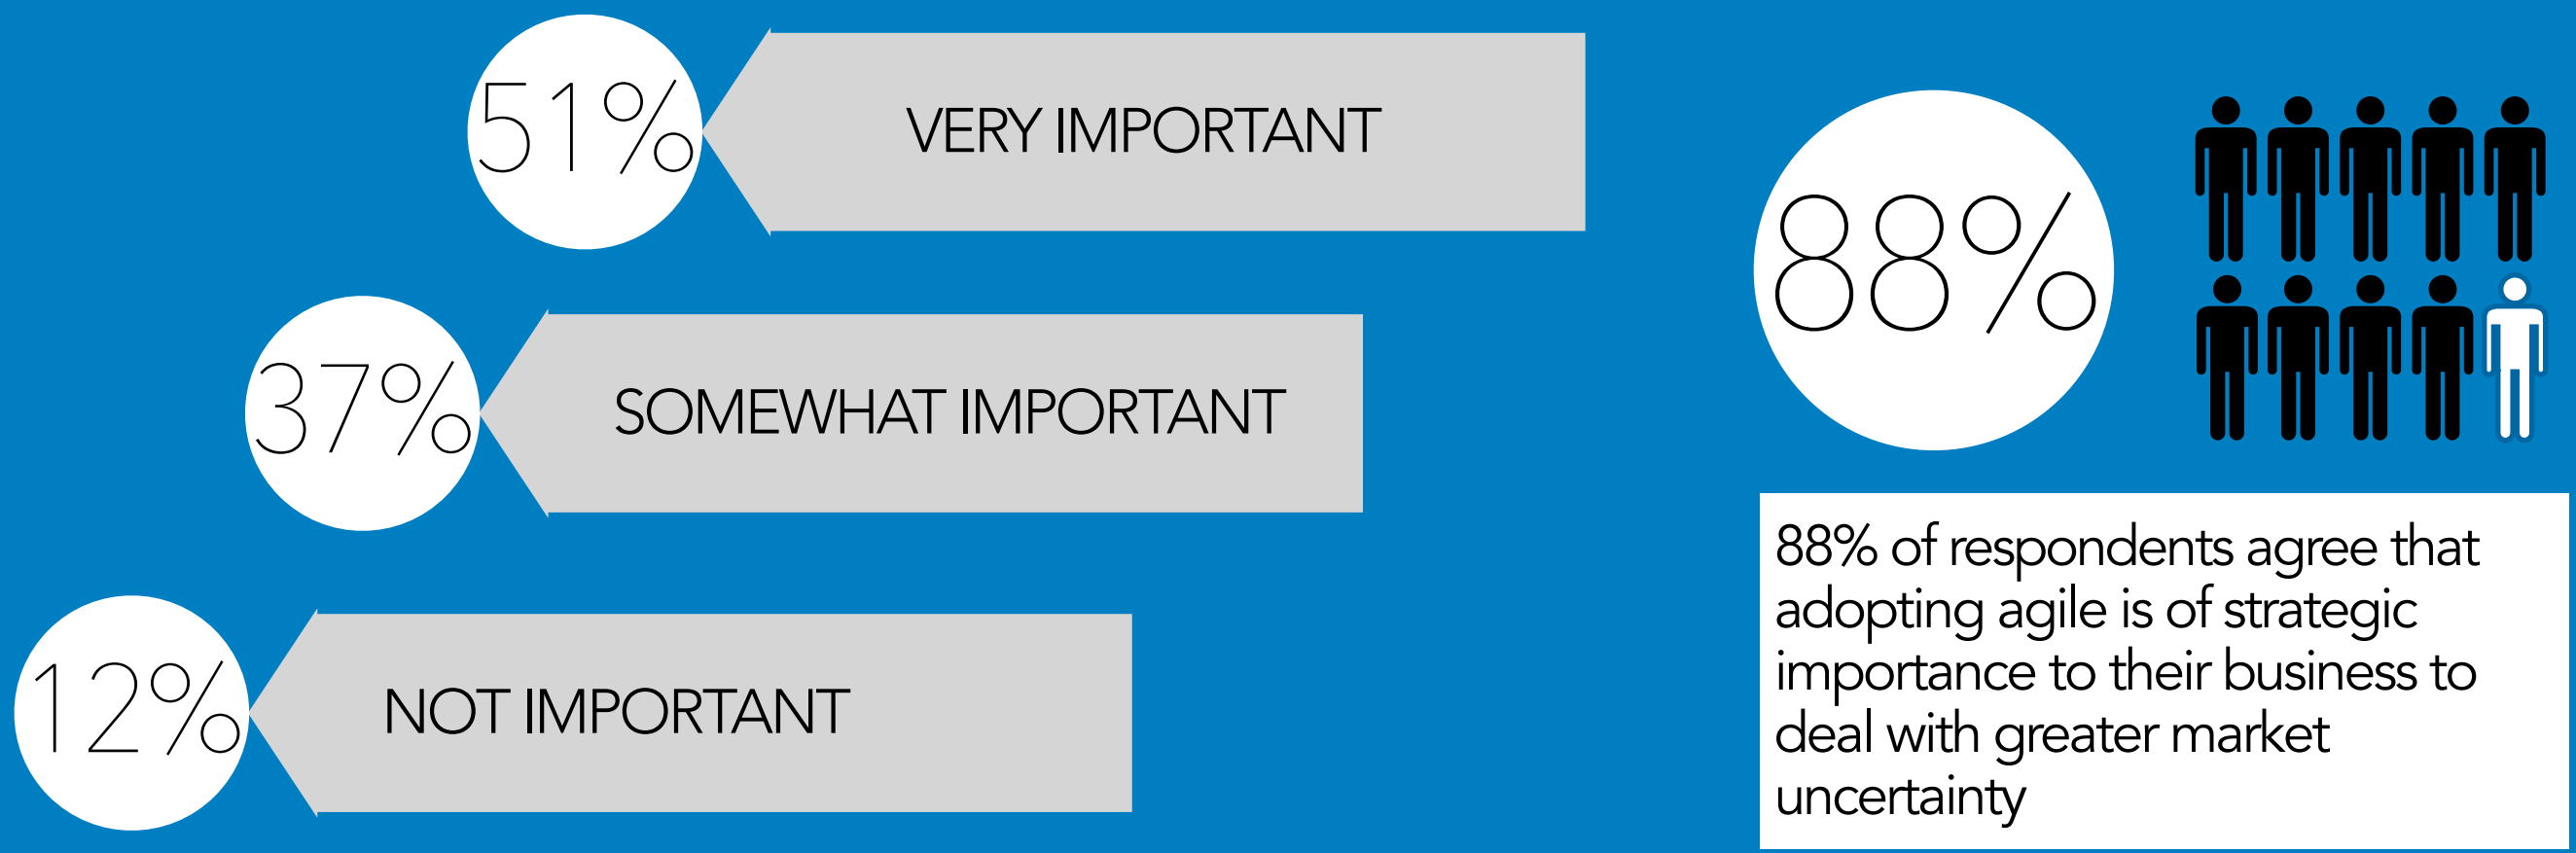 51%
VERY IMPORTANT
37%
SOMEWHAT IMPORTANT
12%
NOT IMPORTANT
88%
88% of respondents agree that
adopting agile is of strategic
importance to their business to
deal with greater market
uncertainty